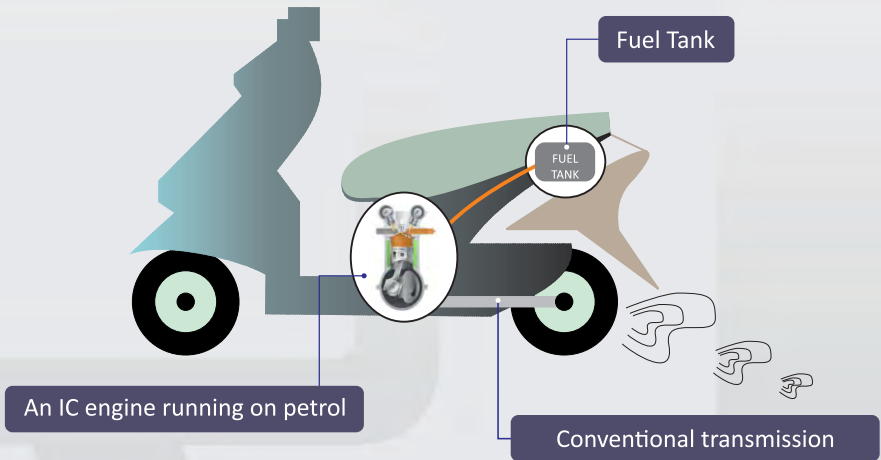 Fuel Tank
FUEL
TANK
An IC engine running on petrol
Conventional transmission